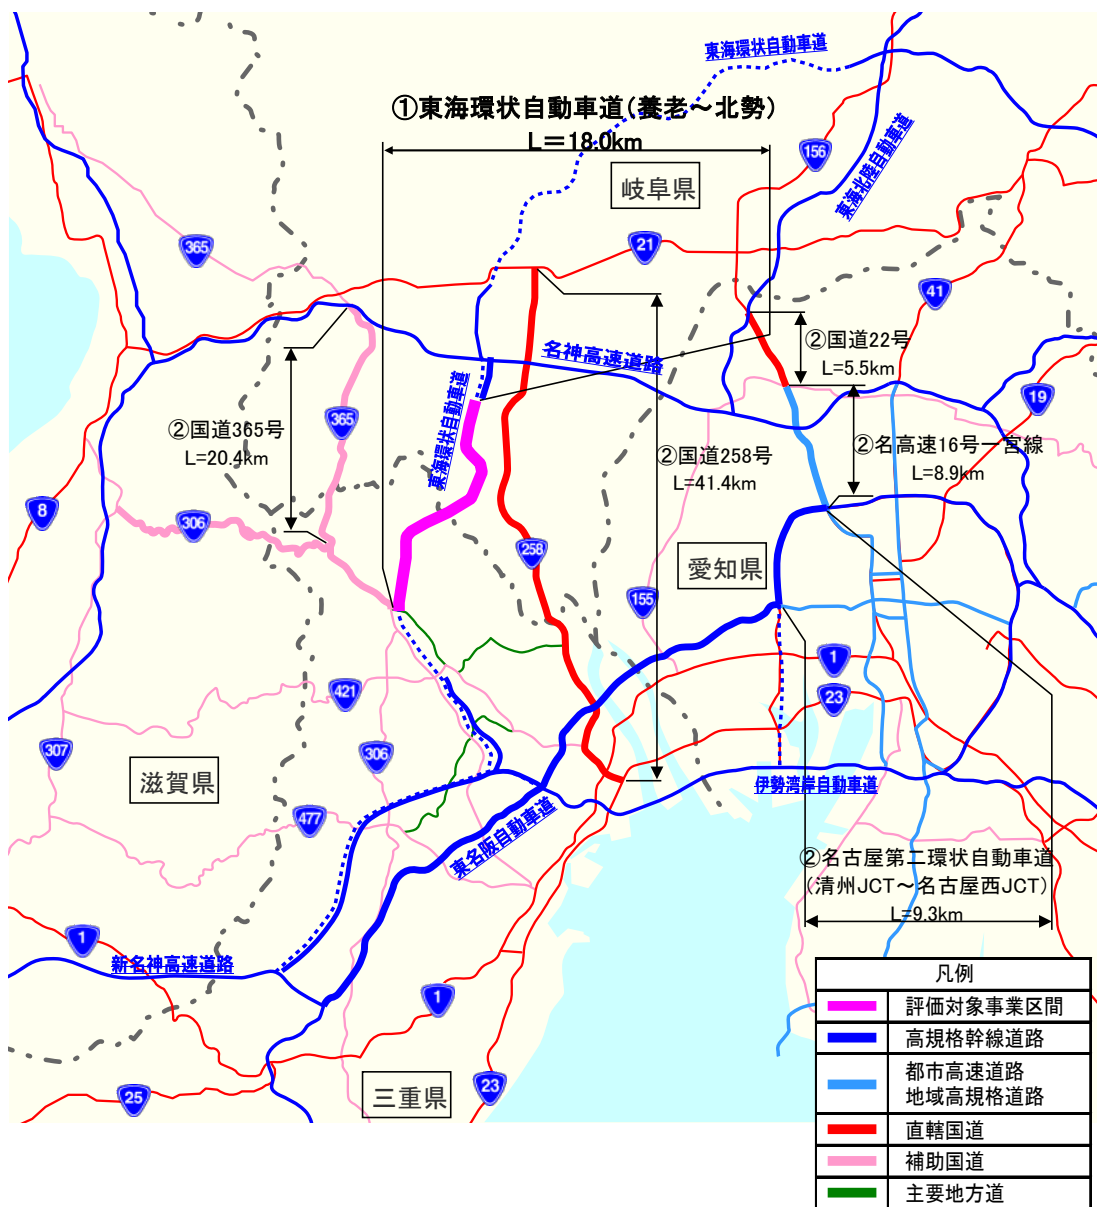 東海環状自動車道
①東海環状自動車道(養老～北勢)
L=18.0km
156
東海北陸自動車道
岐阜県
365
21
41
②国道22号
L=5.5km
名神高速道路
19
東海環状自動車道
365
②国道365号
L=20.4km
②国道258号
L=41.4km
②名高速16号一宮線
L=8.9km
8
306
258
愛知県
155
1
23
421
307
306
滋賀県
伊勢湾岸自動車道
477
東名阪自動車道
②名古屋第二環状自動車道
(清州JCT～名古屋西JCT)
L=9.3km
1
新名神高速道路
1
25
三重県
23
凡例
評価対象事業区間
高規格幹線道路
都市高速道路
地域高規格道路
直轄国道
補助国道
主要地方道